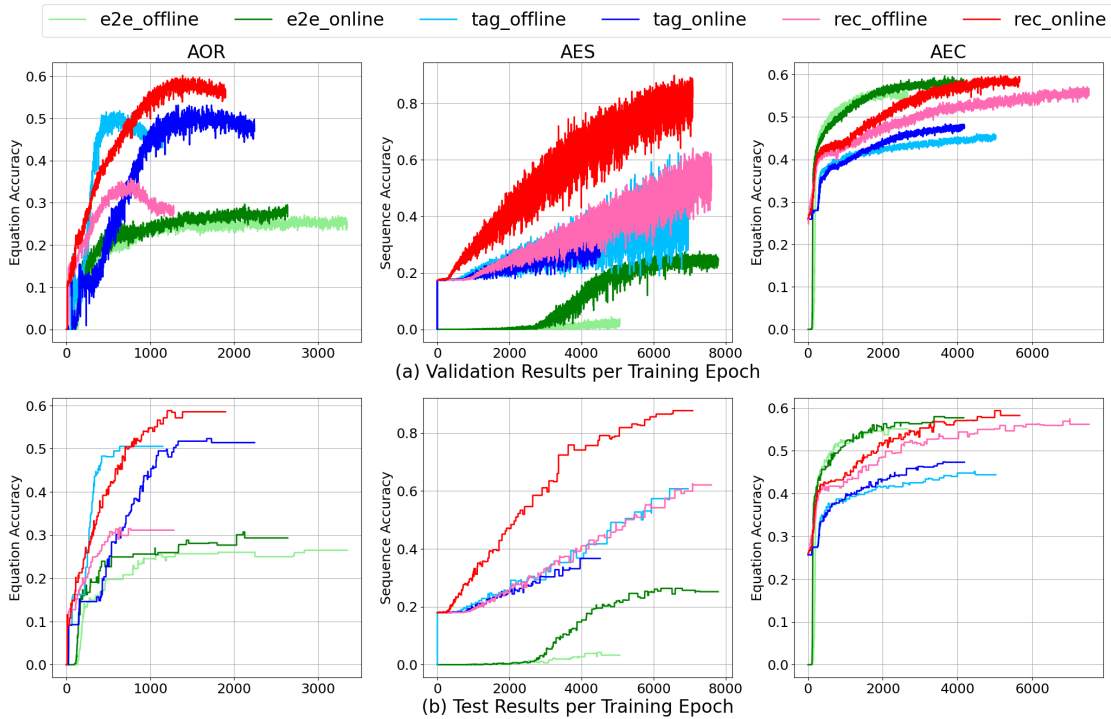 e2e_offline e2e_online tag_offline tag_online rec_offline rec_online
AOR AES AEC
Equation Accuracy
0.6
0.5
0.4
0.3
0.2
0.1
0.0
0 1000 2000 3000
Sequence Accuracy
0.8
0.6
0.4
0.2
0.0
0 2000 4000 6000 8000
Equation Accuracy
0.6
0.5
0.4
0.3
0.2
0.1
0.0
0 2000 4000 6000
(a) Validation Results per Training Epoch
Equation Accuracy
0.6
0.5
0.4
0.3
0.2
0.1
0.0
0 1000 2000 3000
Sequence Accuracy
0.8
0.6
0.4
0.2
0.0
0 2000 4000 6000 8000
Equation Accuracy
0.6
0.5
0.4
0.3
0.2
0.1
0.0
0 2000 4000 6000
(b) Test Results per Training Epoch